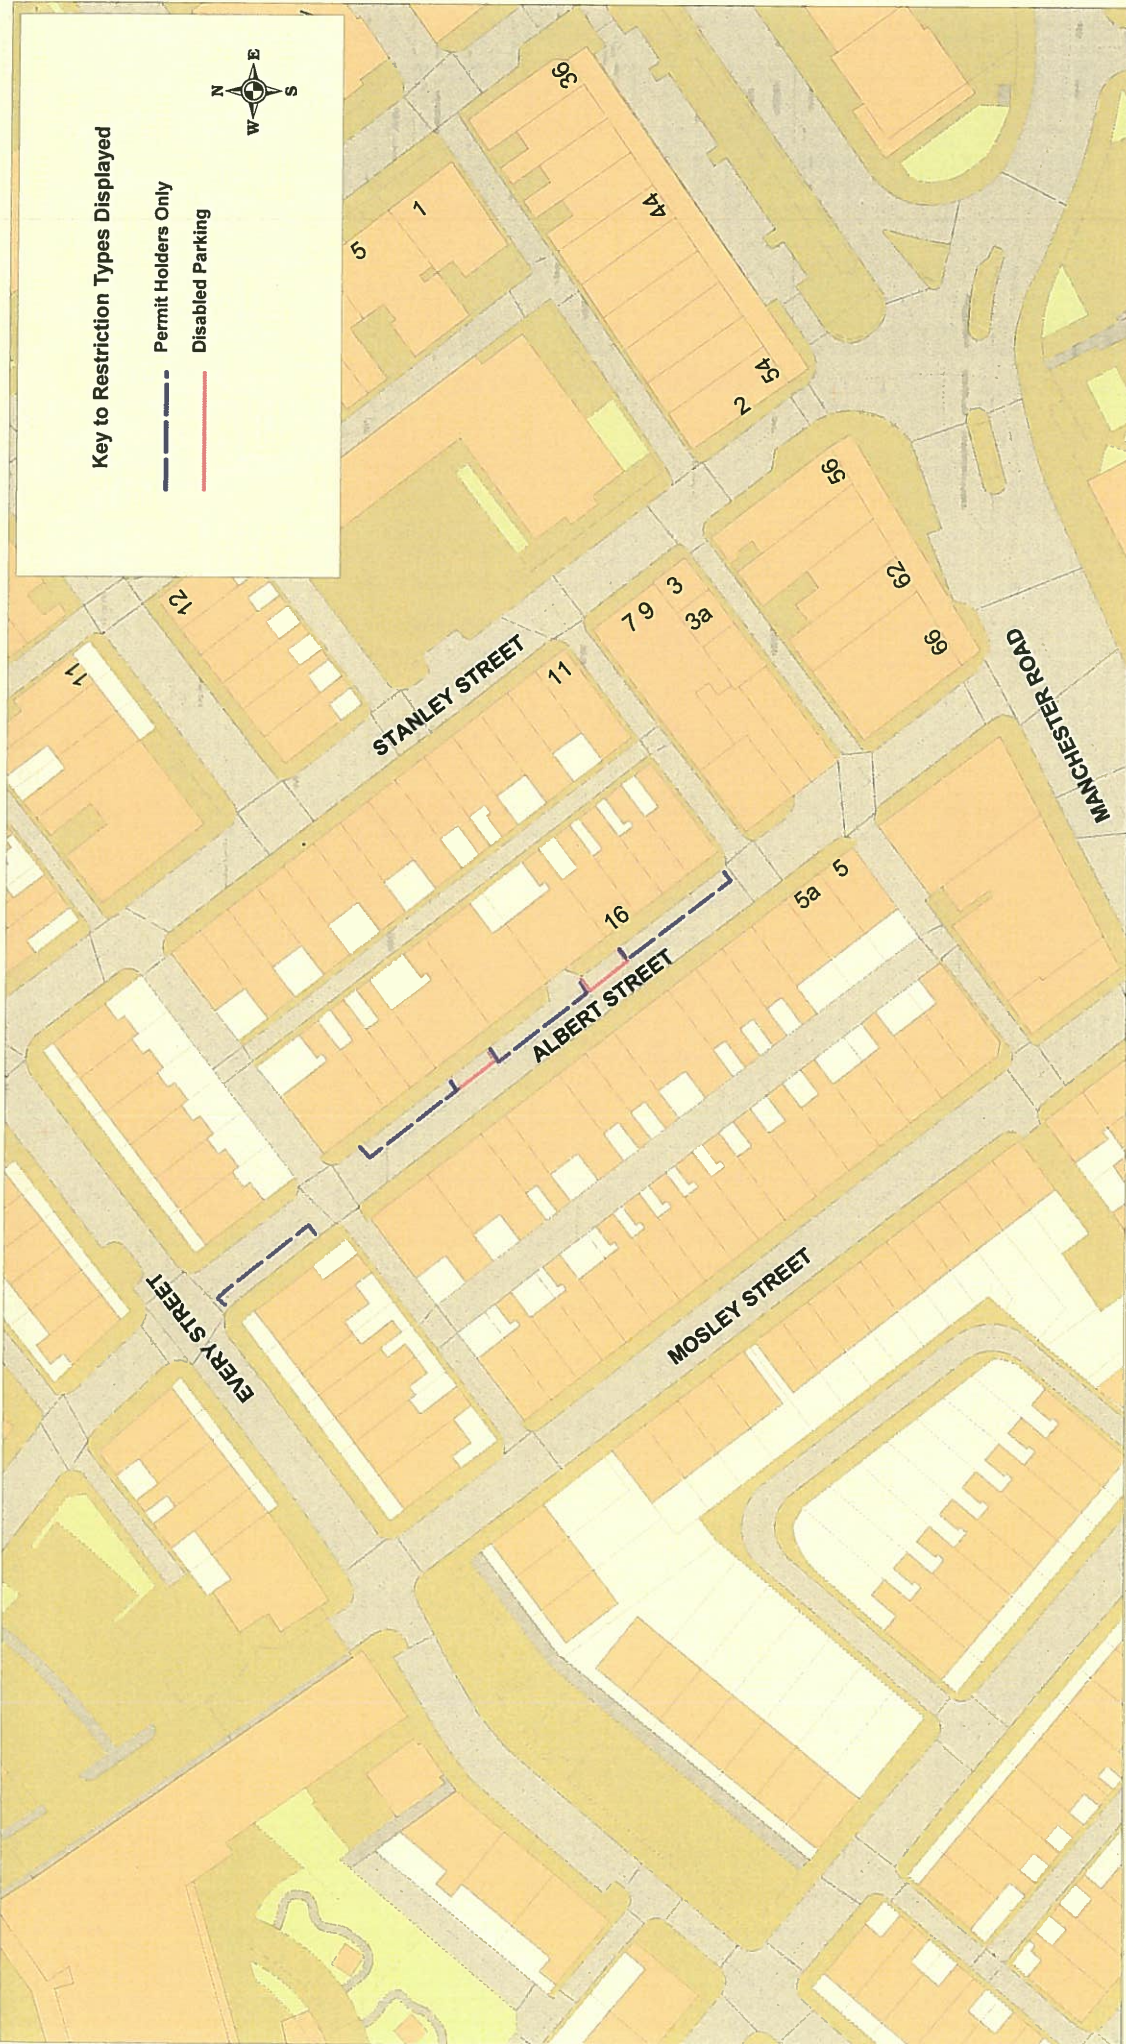 Key to Restriction Types Displayed
Permit Holders Only
Disabled Parking
N
E
S
W
36
44
54
2
1
5
56
62
66
3
3a
7 9
11
12
11
STANLEY STREET
16
5a
5
ALBERT STREET
MANCHESTER ROAD
EVERY STREET
MOSLEY STREET